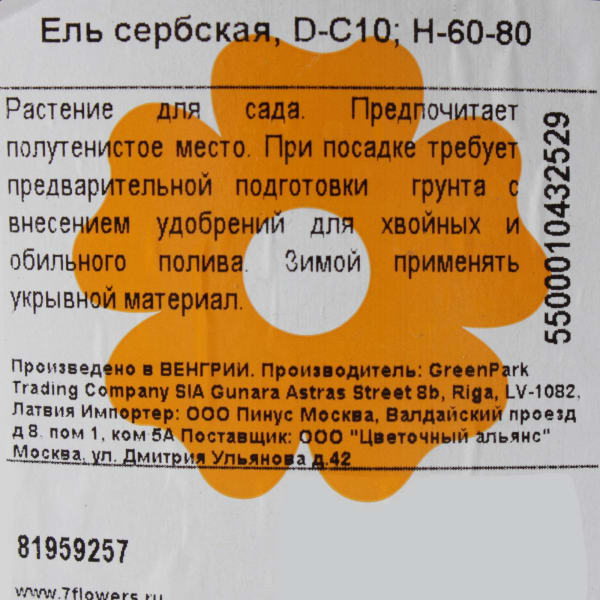 Ель сербская, D-C10; H-60-80
Растение для сада. Предпочитает
полутенистое место. При посадке требует
предварительной подготовки грунта с
внесением удобрений для хвойных и
обильного полива. Зимой применять
укрывной материал.
5500010432529
Произведено в ВЕНГРИИ. Производитель: GreenPark
Trading Company SIA Gunara Astras Street 8b, Riga, LV-1082,
Латвия Импортер: ООО Пинус Москва, Валдайский проезд
д 8. пом 1, ком 5А Поставщик: ООО "Цветочный альянс"
Москва, ул. Дмитрия Ульянова д.42
81959257
www.7flowers.ru